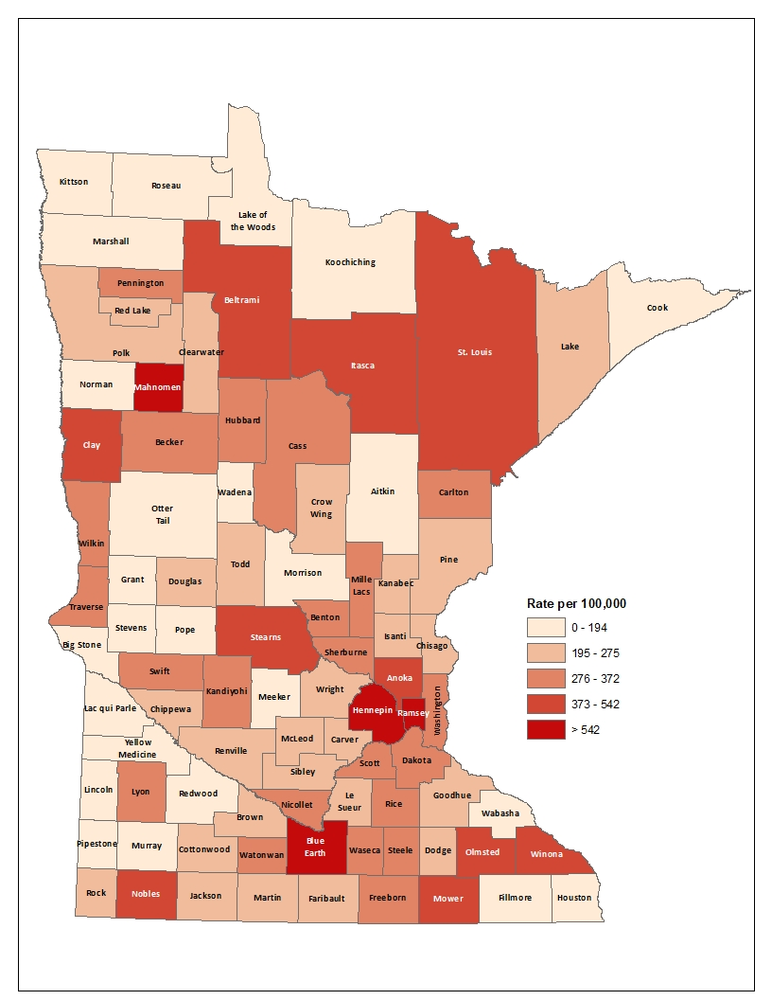 Kittson
Roseau
Lake of
the Woods
Marshall
Koochiching
Pennington
Beltrami
Red Lake
Cook
Polk
Clearwater
Lake
St. Louis
Itasca
Norman
Mahnomen
Hubbard
Clay
Becker
Cass
Wadena
Aitkin
Carlton
Otter
Tail
Crow
Wing
Wilkin
Pine
Todd
Morrison
Grant
Douglas
Mille
Lacs
Kanabec
Traverse
Benton
Stevens
Pope
Stearns
Isanti
Chisago
Big Stone
Sherburne
Swift
Anoka
Kandiyohi
Wright
Meeker
Lac qui Parle
Chippewa
Hennepin
Ramsey
Washington
McLeod
Carver
Yellow
Medicine
Renville
Scott
Dakota
Sibley
Lincoln
Lyon
Redwood
Nicollet
Le
Sueur
Rice
Goodhue
Wabasha
Brown
Pipestone
Murray
Cottonwood
Watonwan
Blue
Earth
Waseca
Steele
Dodge
Olmsted
Winona
Rock
Nobles
Jackson
Martin
Faribault
Freeborn
Mower
Fillmore
Houston
Rate per 100,000
0 - 194
195 - 275
276 - 372
373 - 542
> 542